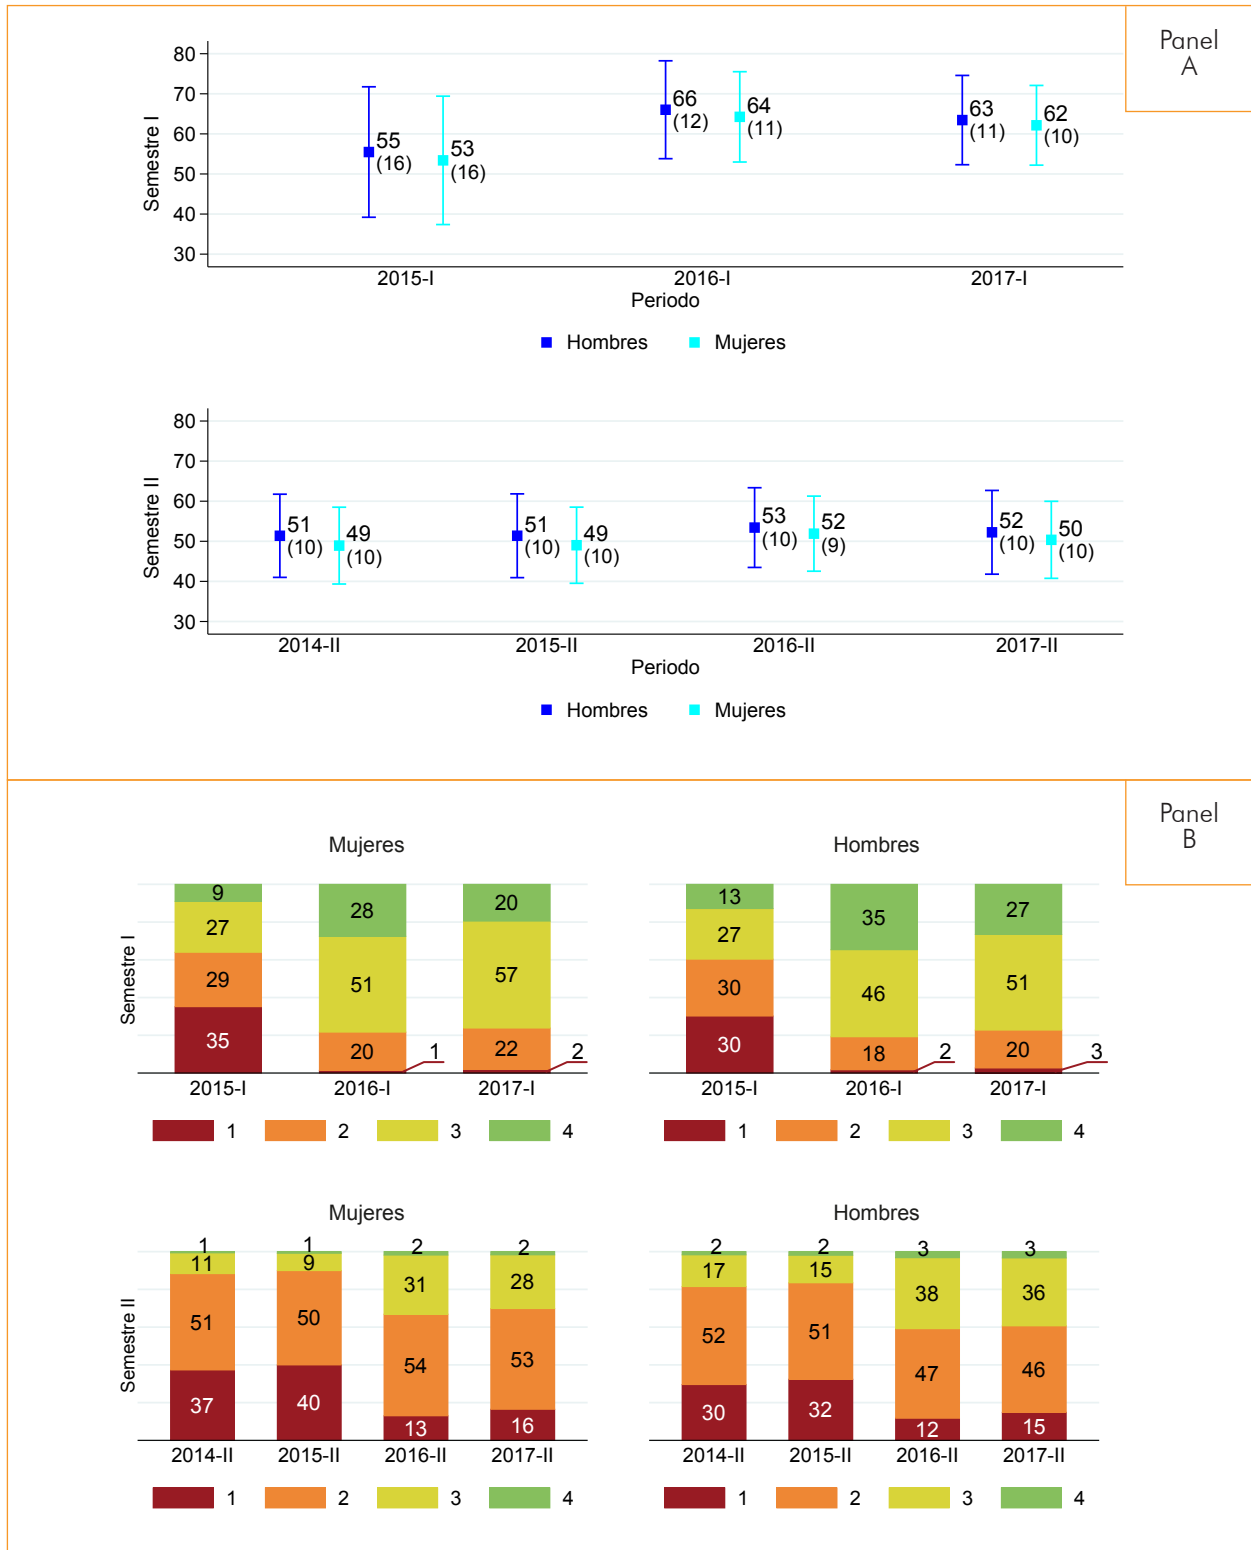 Panel
A
80
70
60
50
40
30
Semestre I
55
(16)
53
(16)
66
(12)
64
(11)
63
(11)
62
(10)
2015-I 2016-I 2017-I
Periodo
Hombres Mujeres
80
70
60
50
40
30
Semestre II
51
(10)
49
(10)
51
(10)
49
(10)
53
(10)
52
(9)
52
(10)
50
(10)
2014-II 2015-II 2016-II 2017-II
Periodo
Hombres Mujeres
Panel
B
Mujeres
Semestre I
9 28 20
27 51 57
29 20 22
35 1 2
2015-I 2016-I 2017-I
1 2 3 4
Hombres
13 35 27
27 46 51
30 18 20
30 2 3
2015-I 2016-I 2017-I
1 2 3 4
Mujeres
Semestre II
1 1 2 2
11 9 31 28
51 50 54 53
37 40 13 16
2014-II 2015-II 2016-II 2017-II
1 2 3 4
Hombres
2 2 3 3
17 15 38 36
52 51 47 46
30 32 12 15
2014-II 2015-II 2016-II 2017-II
1 2 3 4